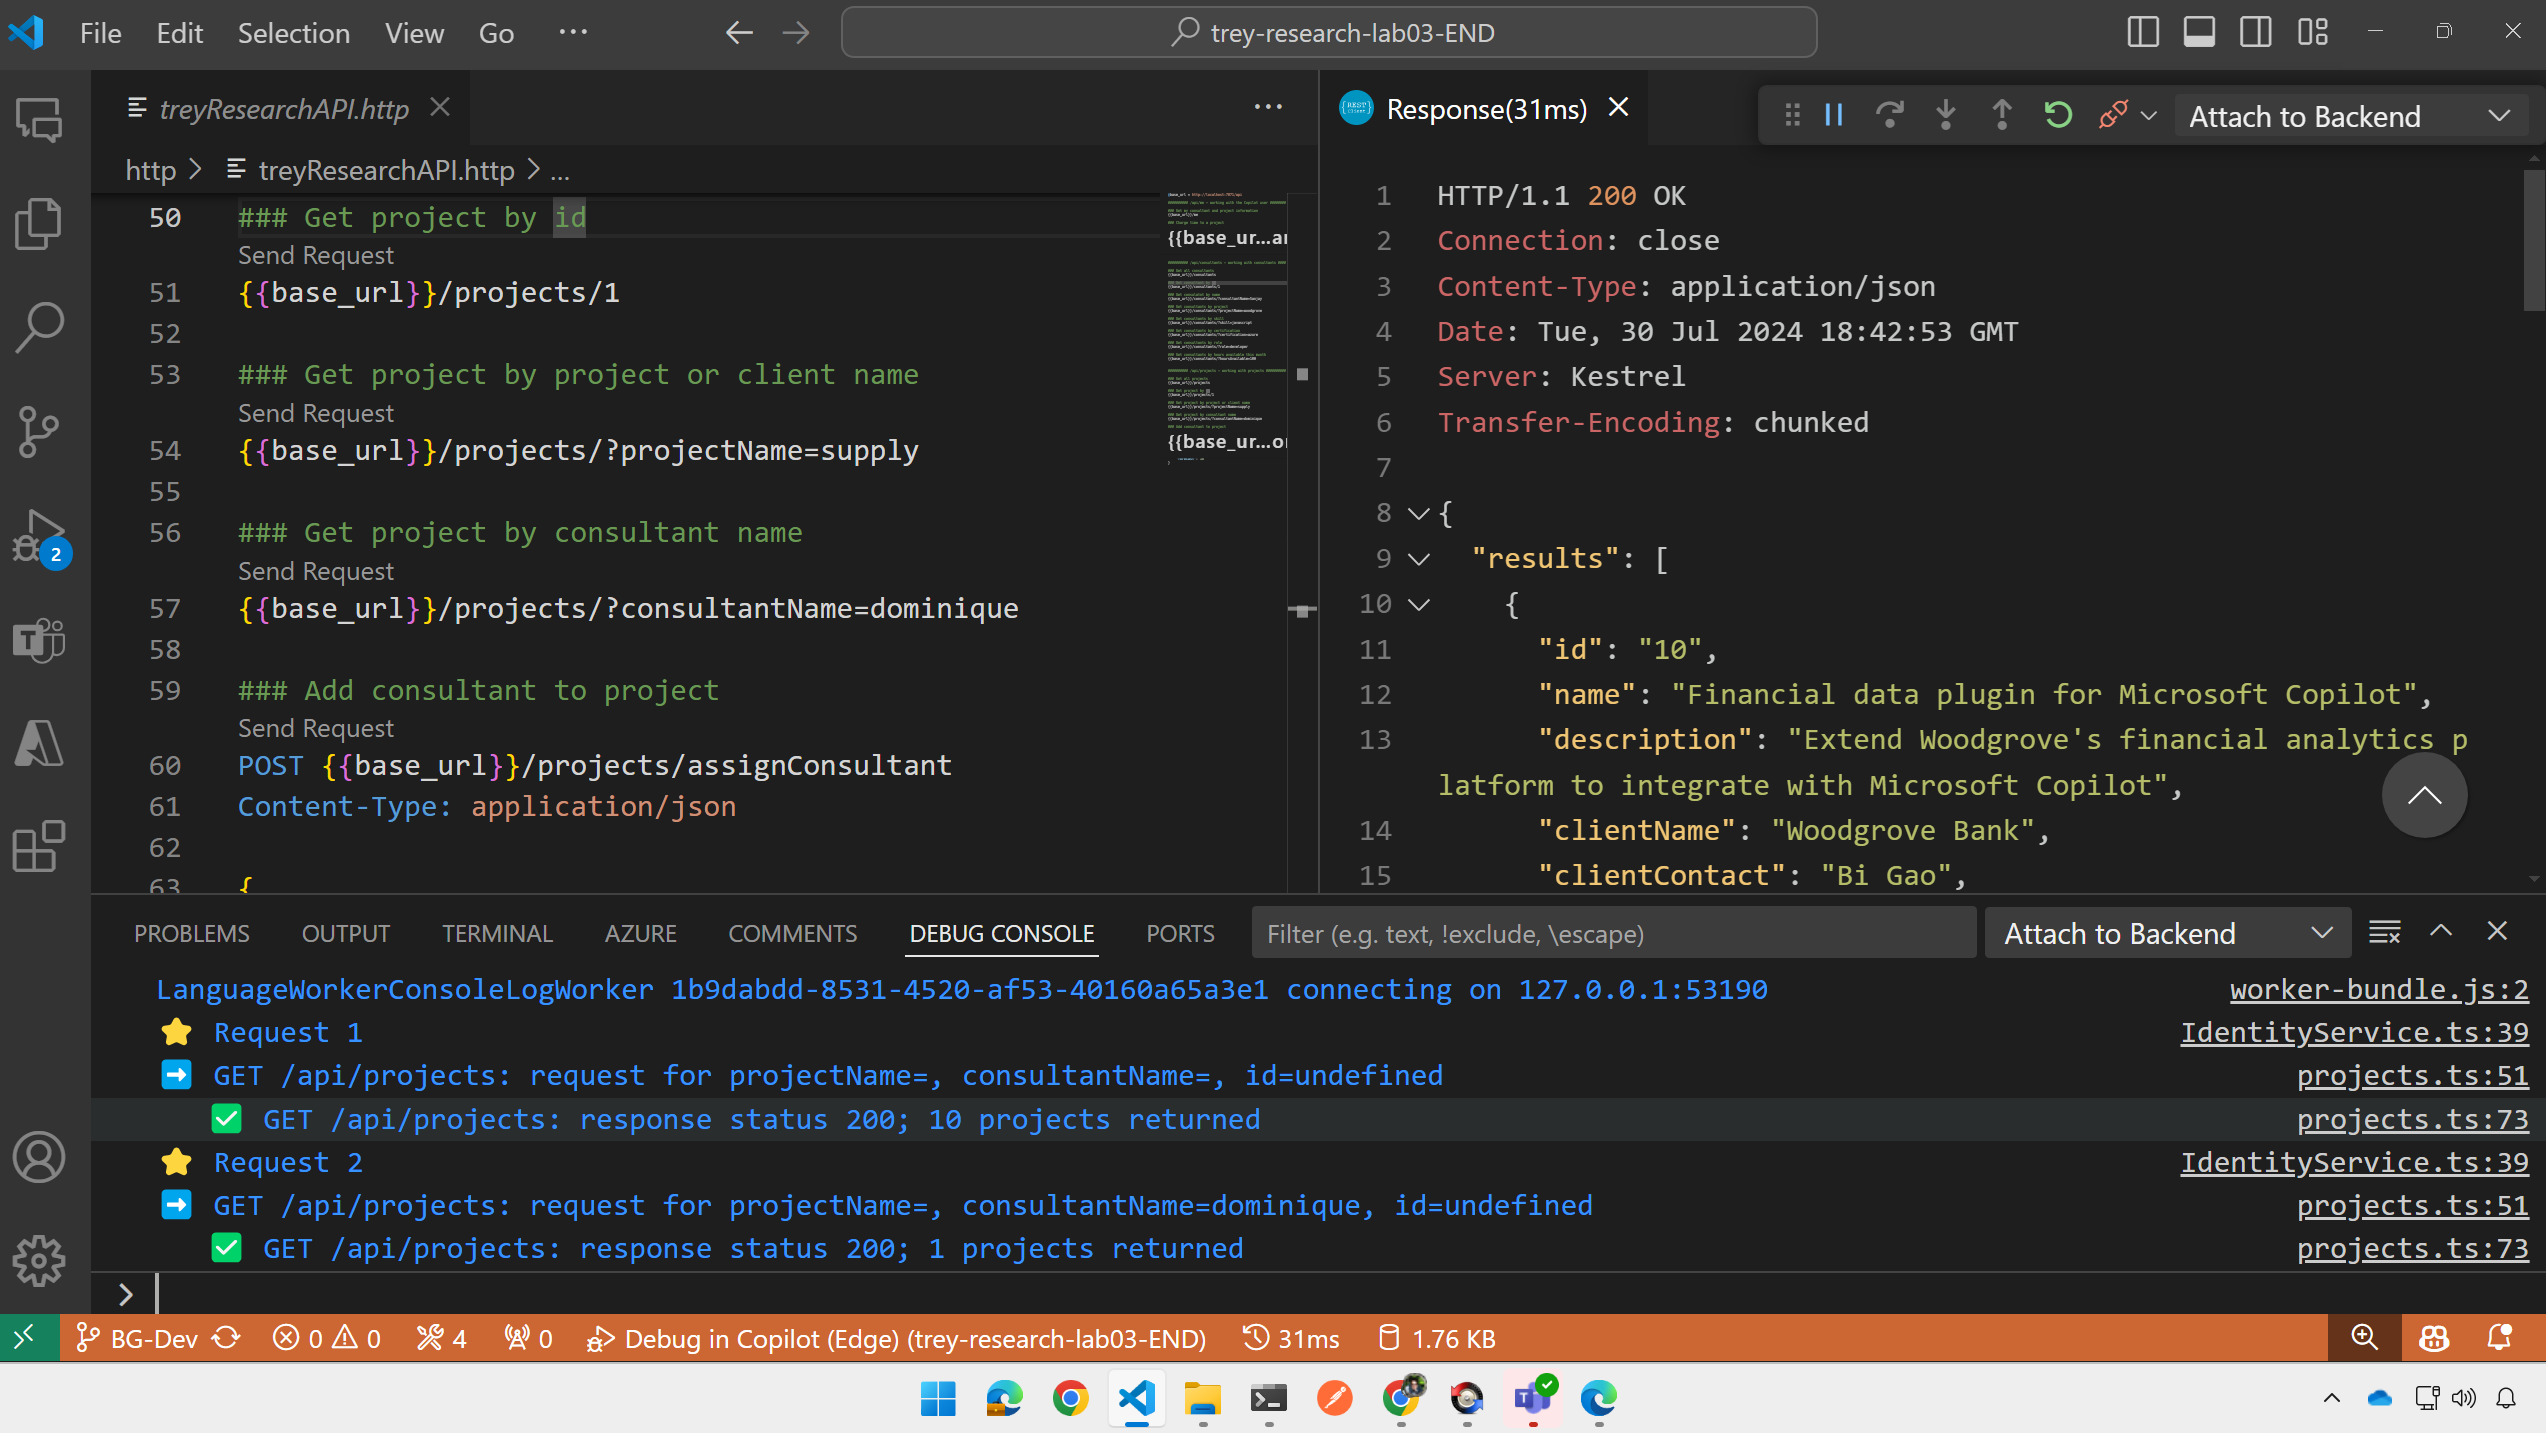 File Edit Selection View Go ···
trey-research-lab03-END
treyResearchAPI.http
http > treyResearchAPI.http > ...
50 ### Get project by id
Send Request
51 {{base_url}}/projects/1
52
53 ### Get project by project or client name
Send Request
54 {{base_url}}/projects/?projectName=supply
55
56 ### Get project by consultant name
Send Request
57 {{base_url}}/projects/?consultantName=dominique
58
59 ### Add consultant to project
Send Request
60 POST {{base_url}}/projects/assignConsultant
61 Content-Type: application/json
62
63 {
{{base_ur...
{{base_ur...
Response(31ms)
Attach to Backend
1 HTTP/1.1 200 OK
2 Connection: close
3 Content-Type: application/json
4 Date: Tue, 30 Jul 2024 18:42:53 GMT
5 Server: Kestrel
6 Transfer-Encoding: chunked
7
8 {
9 "results": [
10 {
11 "id": "10",
12 "name": "Financial data plugin for Microsoft Copilot",
13 "description": "Extend Woodgrove's financial analytics p
latform to integrate with Microsoft Copilot",
14 "clientName": "Woodgrove Bank",
15 "clientContact": "Bi Gao",
PROBLEMS OUTPUT TERMINAL AZURE COMMENTS DEBUG CONSOLE PORTS
Filter (e.g. text, !exclude, \escape)
Attach to Backend
LanguageWorkerConsoleLogWorker 1b9dabdd-8531-4520-af53-40160a65a3e1 connecting on 127.0.0.1:53190 worker-bundle.js:2
Request 1 IdentityService.ts:39
GET /api/projects: request for projectName=, consultantName=, id=undefined projects.ts:51
GET /api/projects: response status 200; 10 projects returned projects.ts:73
Request 2 IdentityService.ts:39
GET /api/projects: request for projectName=, consultantName=dominique, id=undefined projects.ts:51
GET /api/projects: response status 200; 1 projects returned projects.ts:73
>
2
BG-Dev 0 0 4 0 Debug in Copilot (Edge) (trey-research-lab03-END) 31ms 1.76 KB